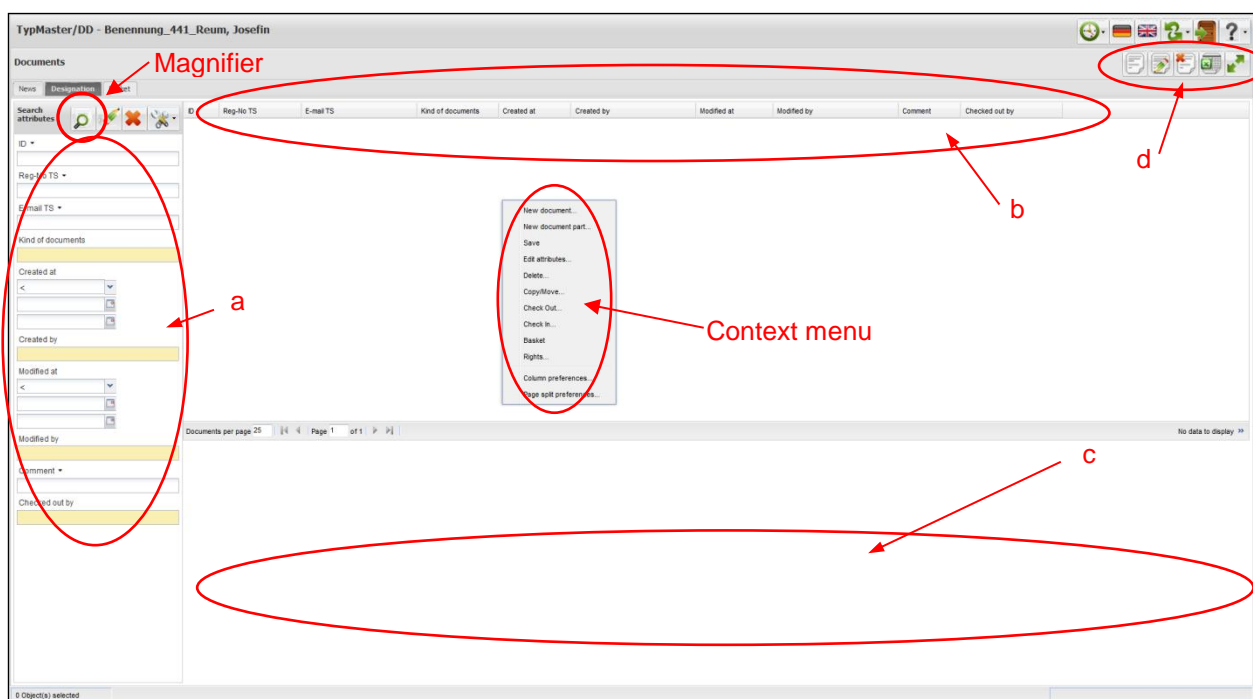 TypMaster/DD - Benennung_441_Reum, Josefin
?
Documents
Magnifier
News Designation
Search attributes
ID Reg-No TS E-mail TS Kind of documents Created at Created by Modified at Modified by Comment Checked out by
d
b
ID
Reg-No TS
E-mail TS
Kind of documents
Created at
<
a
Created by
Modified at
<
Modified by
Comment
Checked out by
New document...
New document part...
Save
Edit attributes...
Delete...
Copy/Move...
Check Out...
Check In...
Basket
Rights...
Column preferences...
Page split preferences...
Context menu
Documents per page 25 Page 1 of 1 No data to display
c
0 Object(s) selected